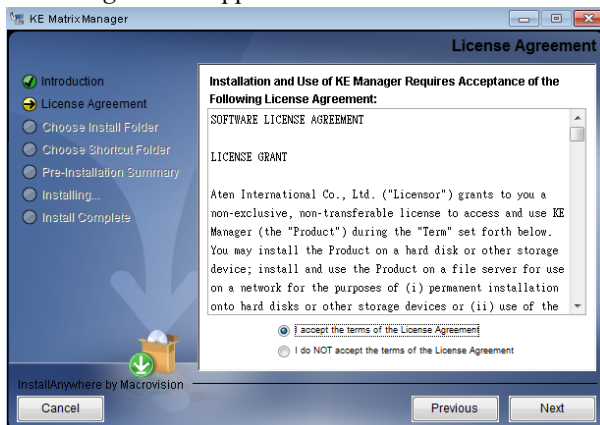 KE MatrixManager
License Agreement
Introduction
License Agreement
Choose Install Folder
Choose Shortcut Folder
Pre-Installation Summary
Installing...
Install Complete
Installation and Use of KE Manager Requires Acceptance of the
Following License Agreement:
SOFTWARE LICENSE AGREEMENT
LICENSE GRANT
Aten International Co., Ltd. ("Licensor") grants to you a
non-exclusive, non-transferable license to access and use KE
Manager (the "Product") during the "Term" set forth below.
You may install the Product on a hard disk or other storage
device; install and use the Product on a file server for use
on a network for the purposes of (i) permanent installation
onto hard disks or other storage devices or (ii) use of the
I accept the terms of the License Agreement
I do NOT accept the terms of the License Agreement
InstallAnywhere by Macrovision
Cancel
Previous
Next